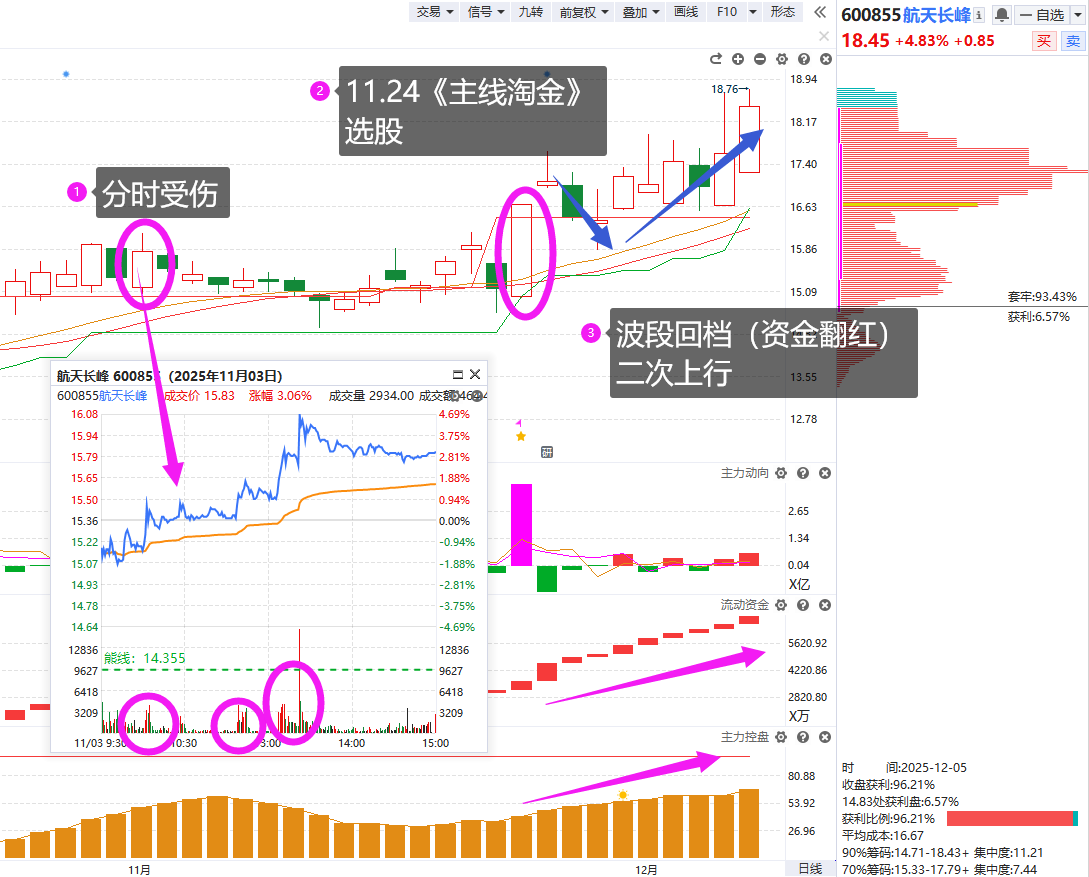 交易 信号 九转 前复权 叠加 画线 F10 形态
600855 航天长峰 自选
18.45 +4.83% +0.85 买 卖
18.94
18.76
② 11.24《主线淘金》
选股
18.17
17.40
① 分时受伤
16.63
15.86
15.09
套牢:93.43%
获利:6.57%
③ 波段回档（资金翻红）
二次上行
13.55
12.78
研
航天长峰 (2025年11月03日)
600855航天长峰 成交价 15.83 涨幅 3.06% 成交量 2934.00
16.08 4.69%
15.94 3.75%
15.79 2.81%
15.65 1.88%
15.50 0.94%
15.36 0.00%
15.22 -0.94%
15.07 -1.88%
14.93 -2.81%
14.78 -3.75%
14.64 -4.69%
熊线: 14.355
12836 12836
9627 9627
6418 6418
3209 3209
11/03 10:30 14:00 15:00
主力动向
2.65
1.34
0.04
X亿
流动资金
5620.92
4220.86
2820.80
X万
主力控盘
80.88
53.92
26.96
11月 12月 日线
时 间:2025-12-05
收盘获利:96.21%
14.83处获利盘:6.57%
获利比例:96.21%
平均成本:16.67
90%筹码:14.71-18.43+ 集中度:11.21
70%筹码:15.33-17.79+ 集中度:7.44